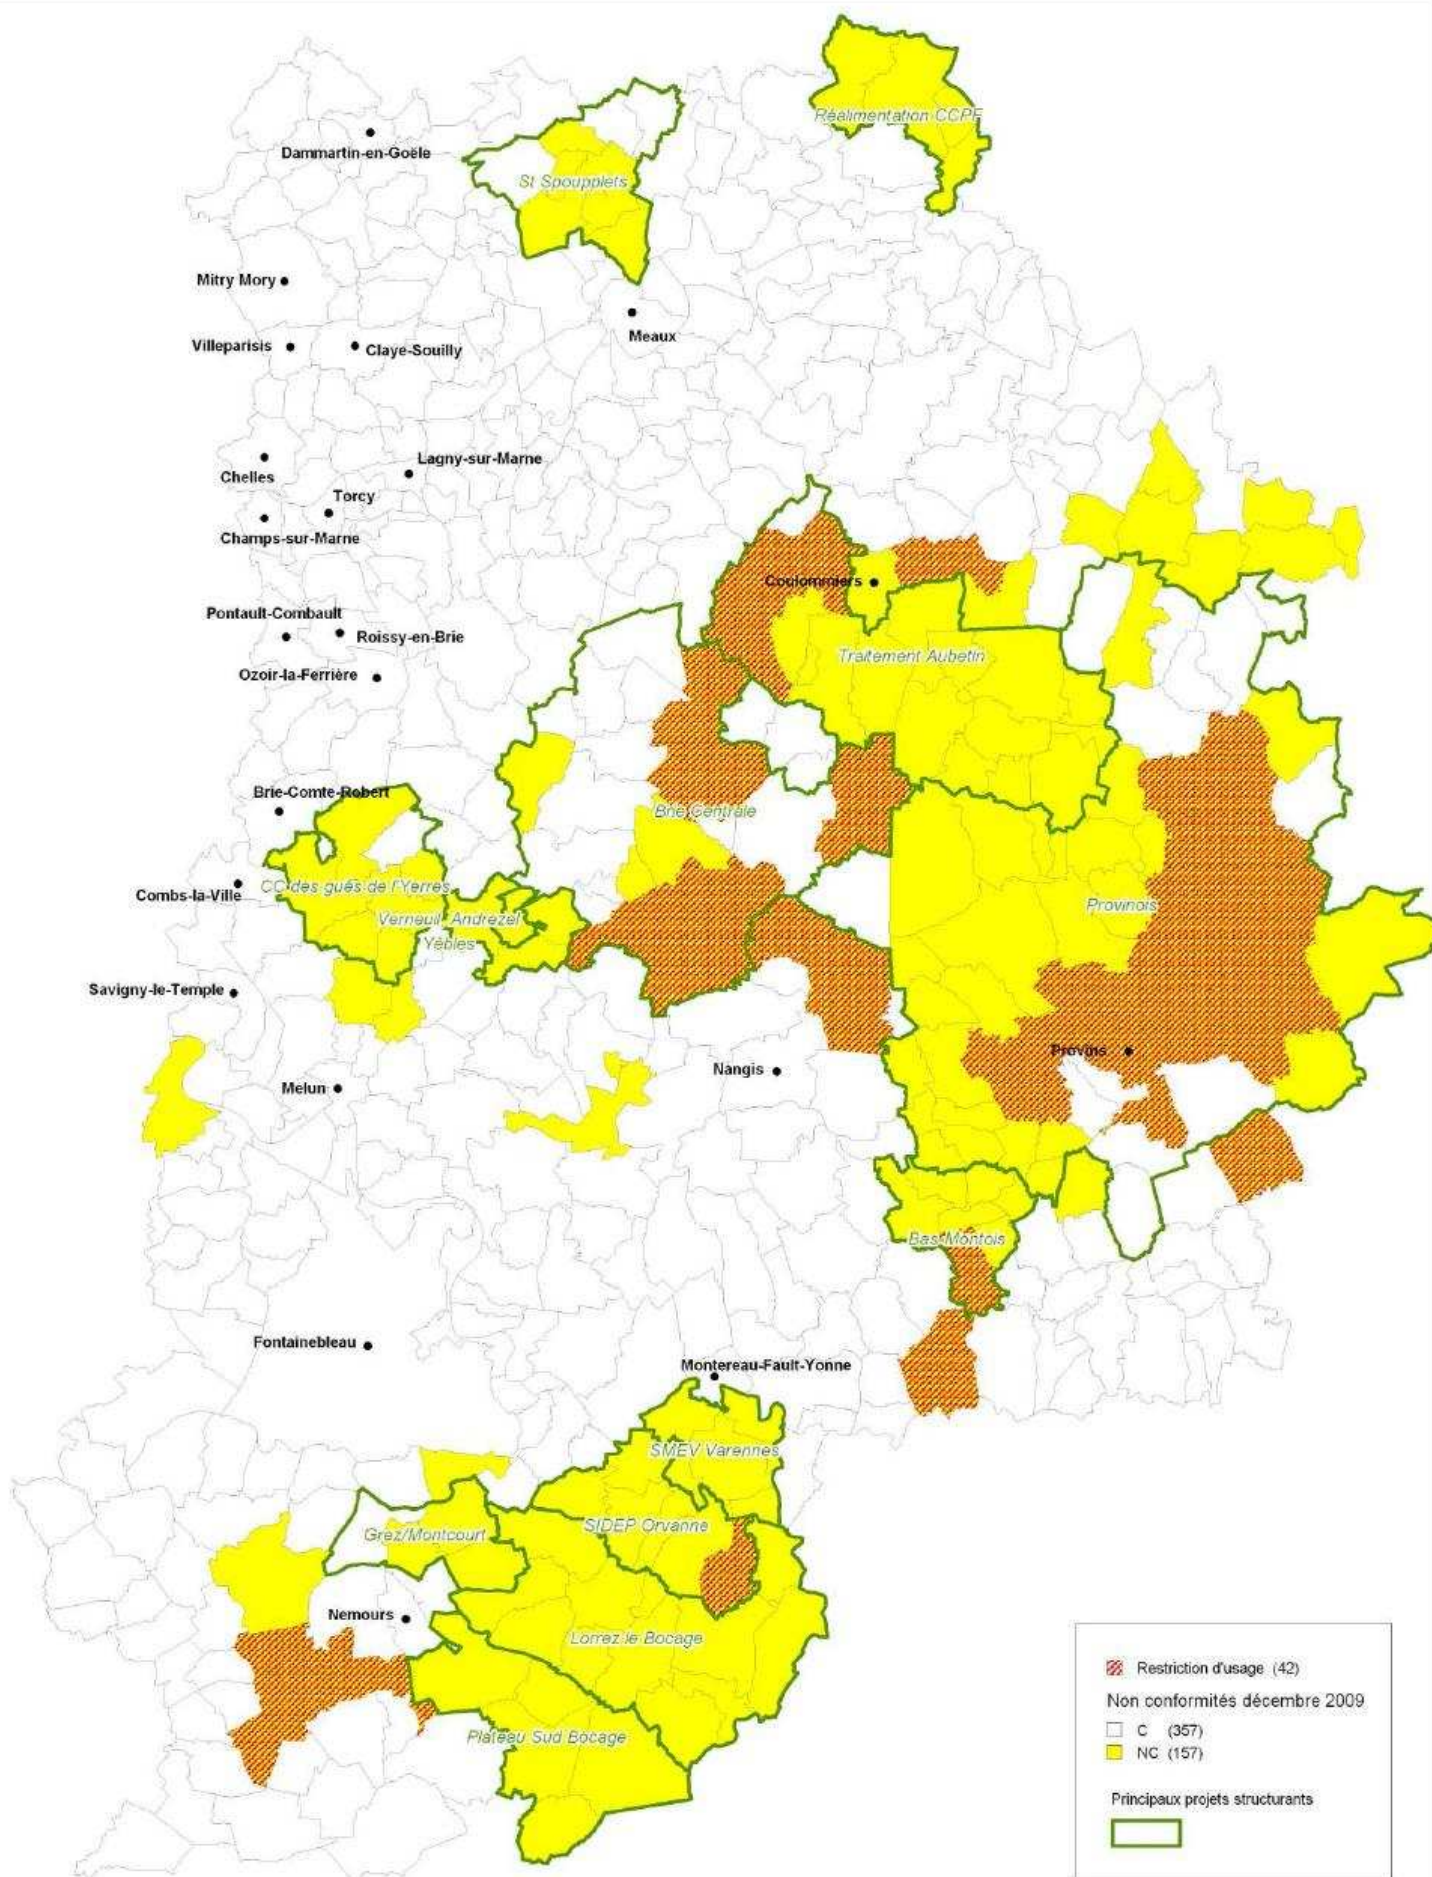 Réalimentation CCPF
Dammartin-en-Goële
St Spoupplets
Mitry Mory
Meaux
Villeparisis
Claye-Souilly
Lagny-sur-Marne
Chelles
Torcy
Champs-sur-Marne
Coulommiers
Pontault-Combault
Roissy-en-Brie
Traitement Aubetin
Ozoir-la-Ferrière
Brie-Comte-Robert
Brie Centrale
CC des gués de l'Yerres
Combs-la-Ville
Provinois
Verneuil Andrezel
Yèbles
Savigny-le-Temple
Provins
Nangis
Melun
Bas Montois
Fontainebleau
Montereau-Fault-Yonne
SMEV Varennes
SIDEP Orvanne
Grez/Montcourt
Nemours
Lorrez le Bocage
Plateau Sud Bocage
Restriction d'usage (42)
Non conformités décembre 2009
C (357)
NC (157)
Principaux projets structurants